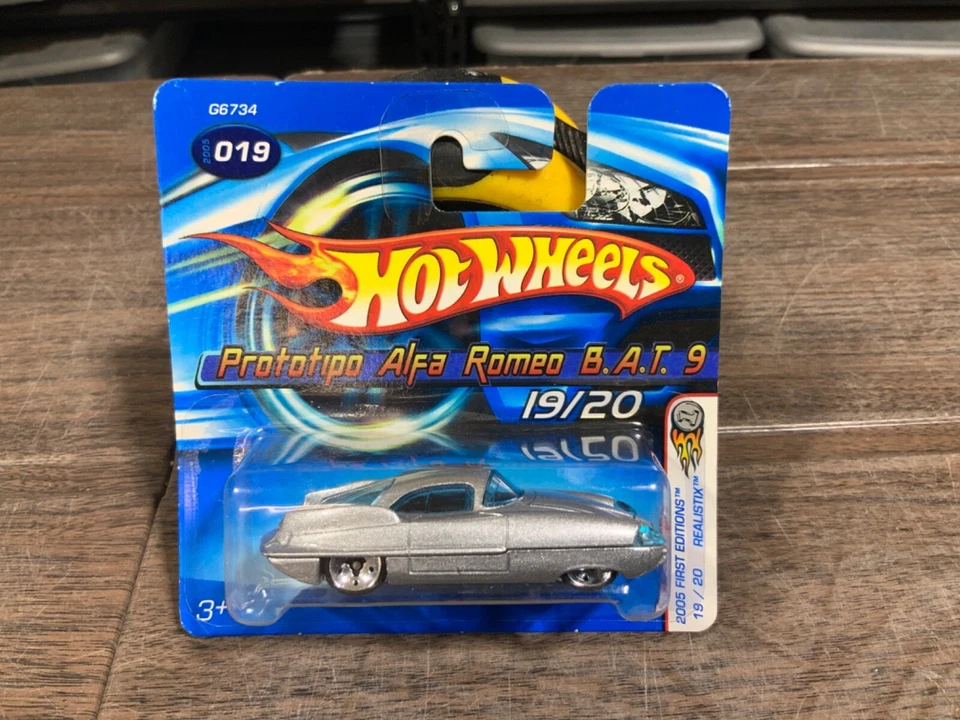 G6734
2005
019
HOT WHEELS®
Prototipo Alfa Romeo B.A.T. 9
19/20
2005 FIRST EDITIONS™
19 / 20 REALISTIX™
3+